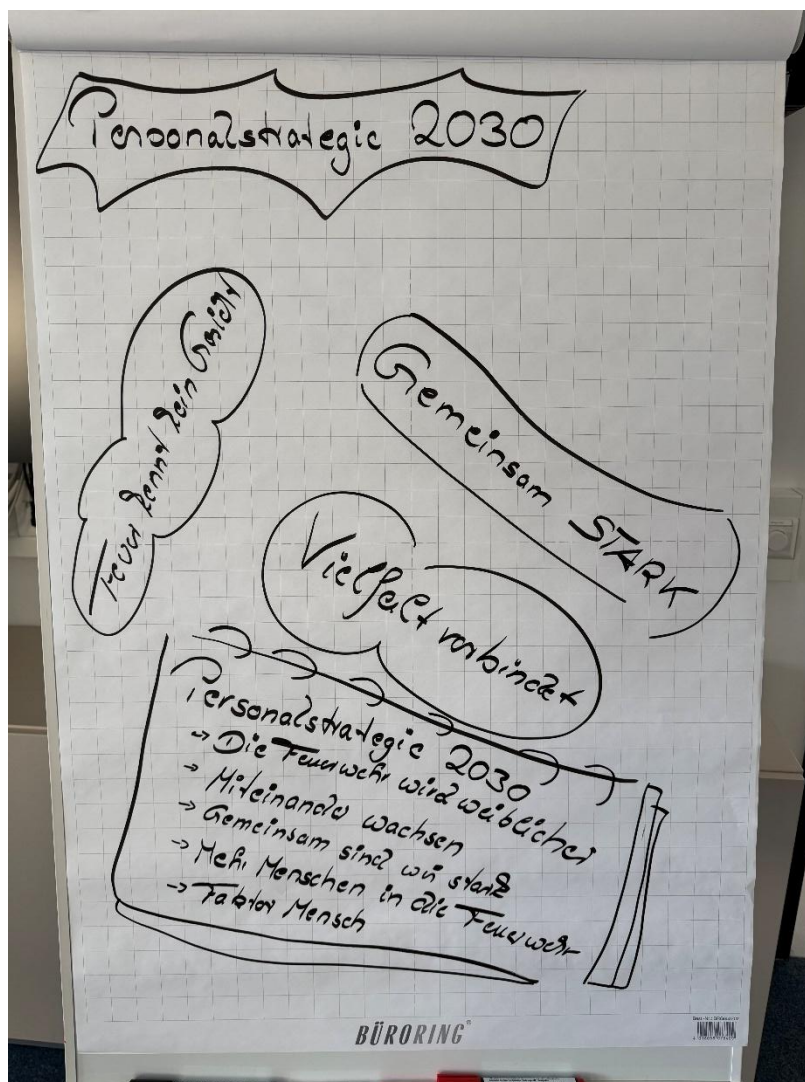 Personalstrategie 2030
Feuer kennt kein Gesicht
Gemeinsam STARK
Vielfalt verbindet
Personalstrategie 2030
→ Die Feuerwehr wird weiblicher
→ Miteinander wachsen
→ Gemeinsam sind wir stark
→ Mehr Menschen in die Feuerwehr
→ Faktor Mensch
BÜRORING®